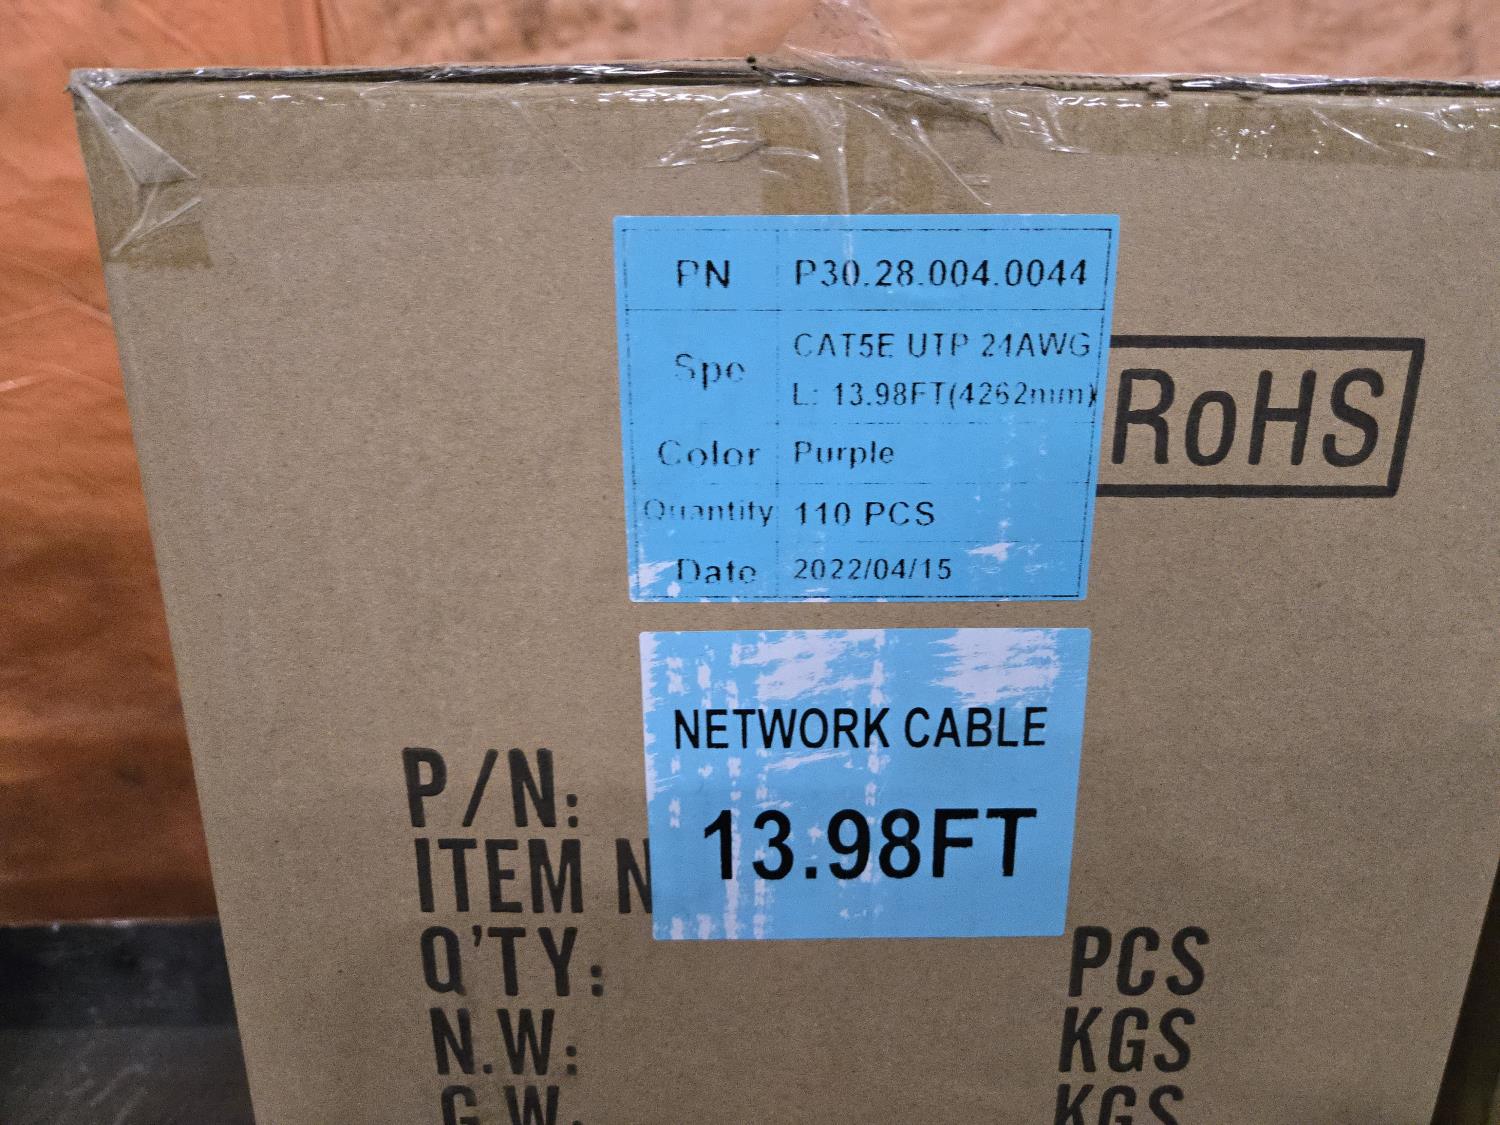 PN P30.28.004.0044
Spe CAT5E UTP 24AWG
L: 13.98FT(4262mm)
Color Purple
Quantity 110 PCS
Date 2022/04/15
RoHS
NETWORK CABLE
13.98FT
P/N:
ITEM N
Q'TY: PCS
N.W: KGS
G.W: KGS